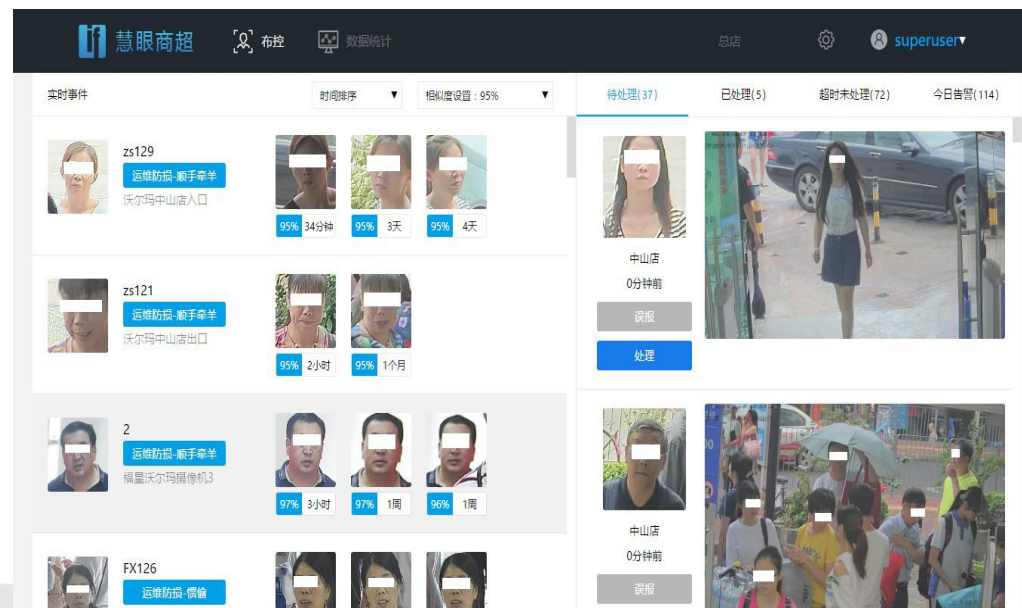 慧眼商超 布控 数据统计 总店 superuser▼
实时事件 时间排序 ▼ 相似度设置：95% ▼
待处理(37) 已处理(5) 超时未处理(72) 今日告警(114)
zs129
运维防损-顺手牵羊
沃尔玛中山店入口
95% 34分钟 95% 3天 95% 4天
zs121
运维防损-顺手牵羊
沃尔玛中山店出口
95% 2小时 95% 1个月
2
运维防损-顺手牵羊
福星沃尔玛摄像机3
97% 3小时 97% 1周 96% 1周
FX126
运维防损-惯偷
中山店
0分钟前
误报
处理
中山店
0分钟前
误报